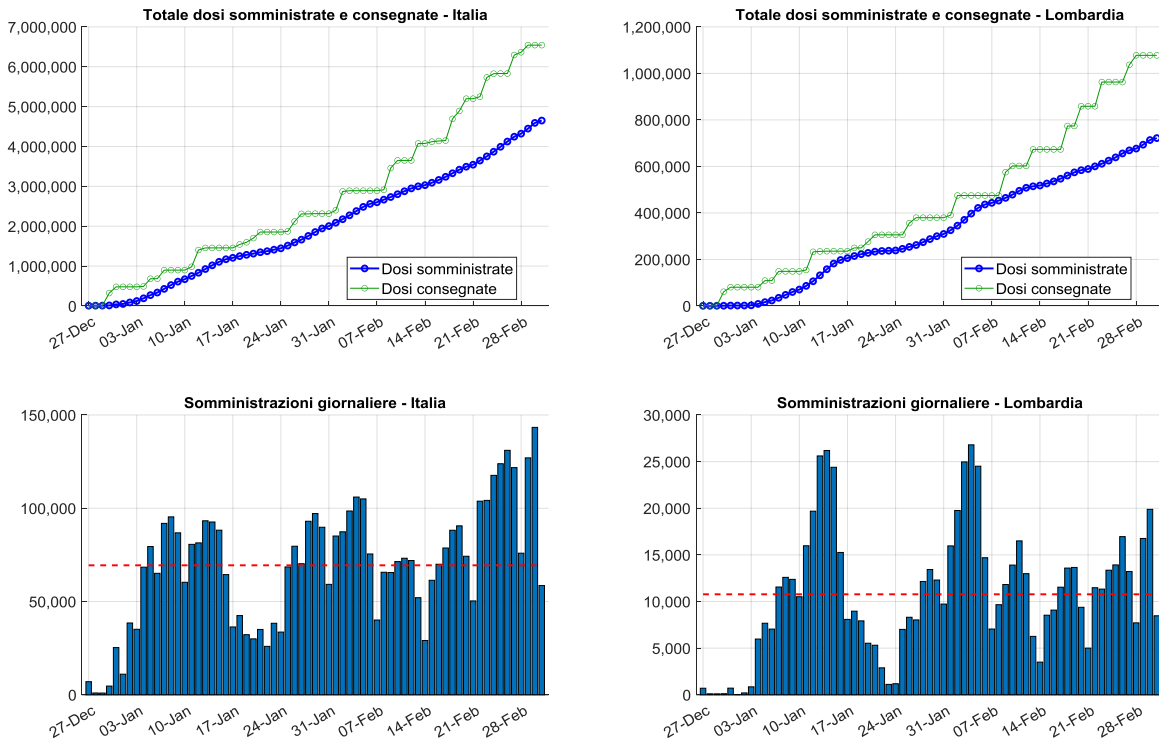 Totale dosi somministrate e consegnate - Italia
7,000,000
6,000,000
5,000,000
4,000,000
3,000,000
2,000,000
1,000,000
0
Dosi somministrate
Dosi consegnate
27-Dec 03-Jan 10-Jan 17-Jan 24-Jan 31-Jan 07-Feb 14-Feb 21-Feb 28-Feb
Totale dosi somministrate e consegnate - Lombardia
1,200,000
1,000,000
800,000
600,000
400,000
200,000
0
Dosi somministrate
Dosi consegnate
27-Dec 03-Jan 10-Jan 17-Jan 24-Jan 31-Jan 07-Feb 14-Feb 21-Feb 28-Feb
Somministrazioni giornaliere - Italia
150,000
100,000
50,000
0
27-Dec 03-Jan 10-Jan 17-Jan 24-Jan 31-Jan 07-Feb 14-Feb 21-Feb 28-Feb
Somministrazioni giornaliere - Lombardia
30,000
25,000
20,000
15,000
10,000
5,000
0
27-Dec 03-Jan 10-Jan 17-Jan 24-Jan 31-Jan 07-Feb 14-Feb 21-Feb 28-Feb